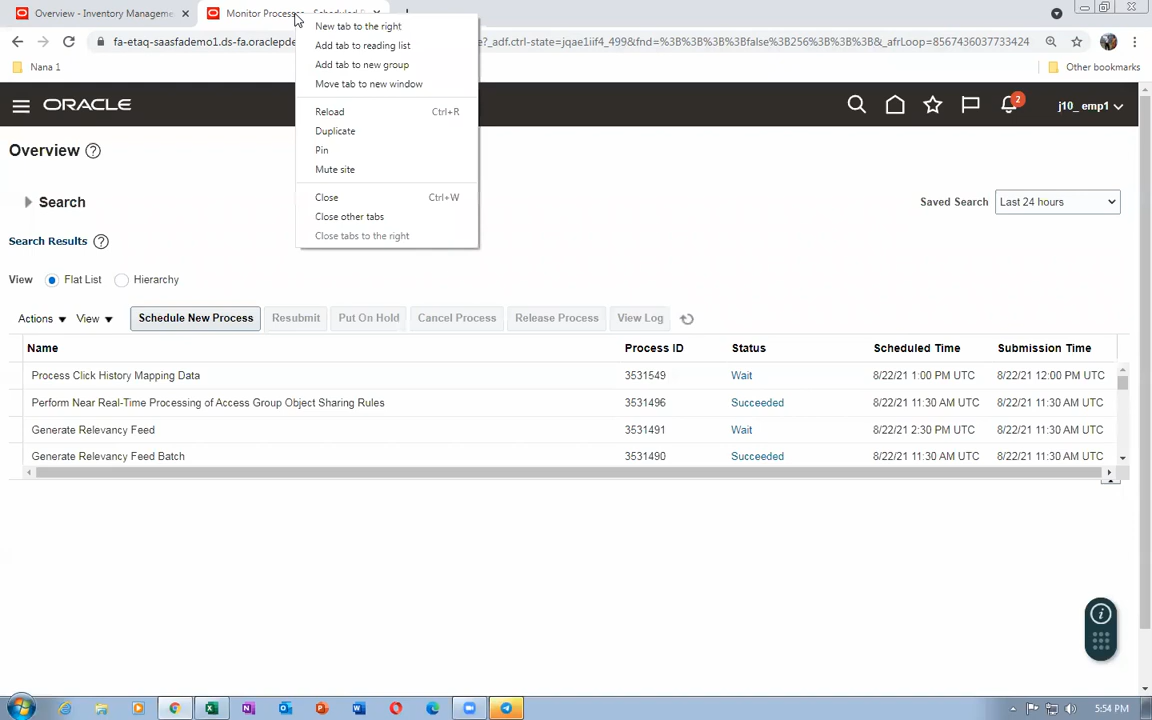 Overview - Inventory Manageme
Monitor Processes - Scheduled
fa-etaq-saasfademo1.ds-fa.oraclepde
e?_adf.ctrl-state=jqae1iif4_499&fnd=%3B%3B%3B%3Bfalse%3B256%3B%3B%3B&_afrLoop=8567436037733424
Nana 1
Other bookmarks
New tab to the right
Add tab to reading list
Add tab to new group
Move tab to new window
Reload Ctrl+R
Duplicate
Pin
Mute site
Close Ctrl+W
Close other tabs
Close tabs to the right
ORACLE
2
j10_ emp1
Overview
Search
Saved Search Last 24 hours
Search Results
View Flat List Hierarchy
Actions View Schedule New Process Resubmit Put On Hold Cancel Process Release Process View Log
Name Process ID Status Scheduled Time Submission Time
Process Click History Mapping Data 3531549 Wait 8/22/21 1:00 PM UTC 8/22/21 12:00 PM UTC
Perform Near Real-Time Processing of Access Group Object Sharing Rules 3531496 Succeeded 8/22/21 11:30 AM UTC 8/22/21 11:30 AM UTC
Generate Relevancy Feed 3531491 Wait 8/22/21 2:30 PM UTC 8/22/21 11:30 AM UTC
Generate Relevancy Feed Batch 3531490 Succeeded 8/22/21 11:30 AM UTC 8/22/21 11:30 AM UTC
5:54 PM